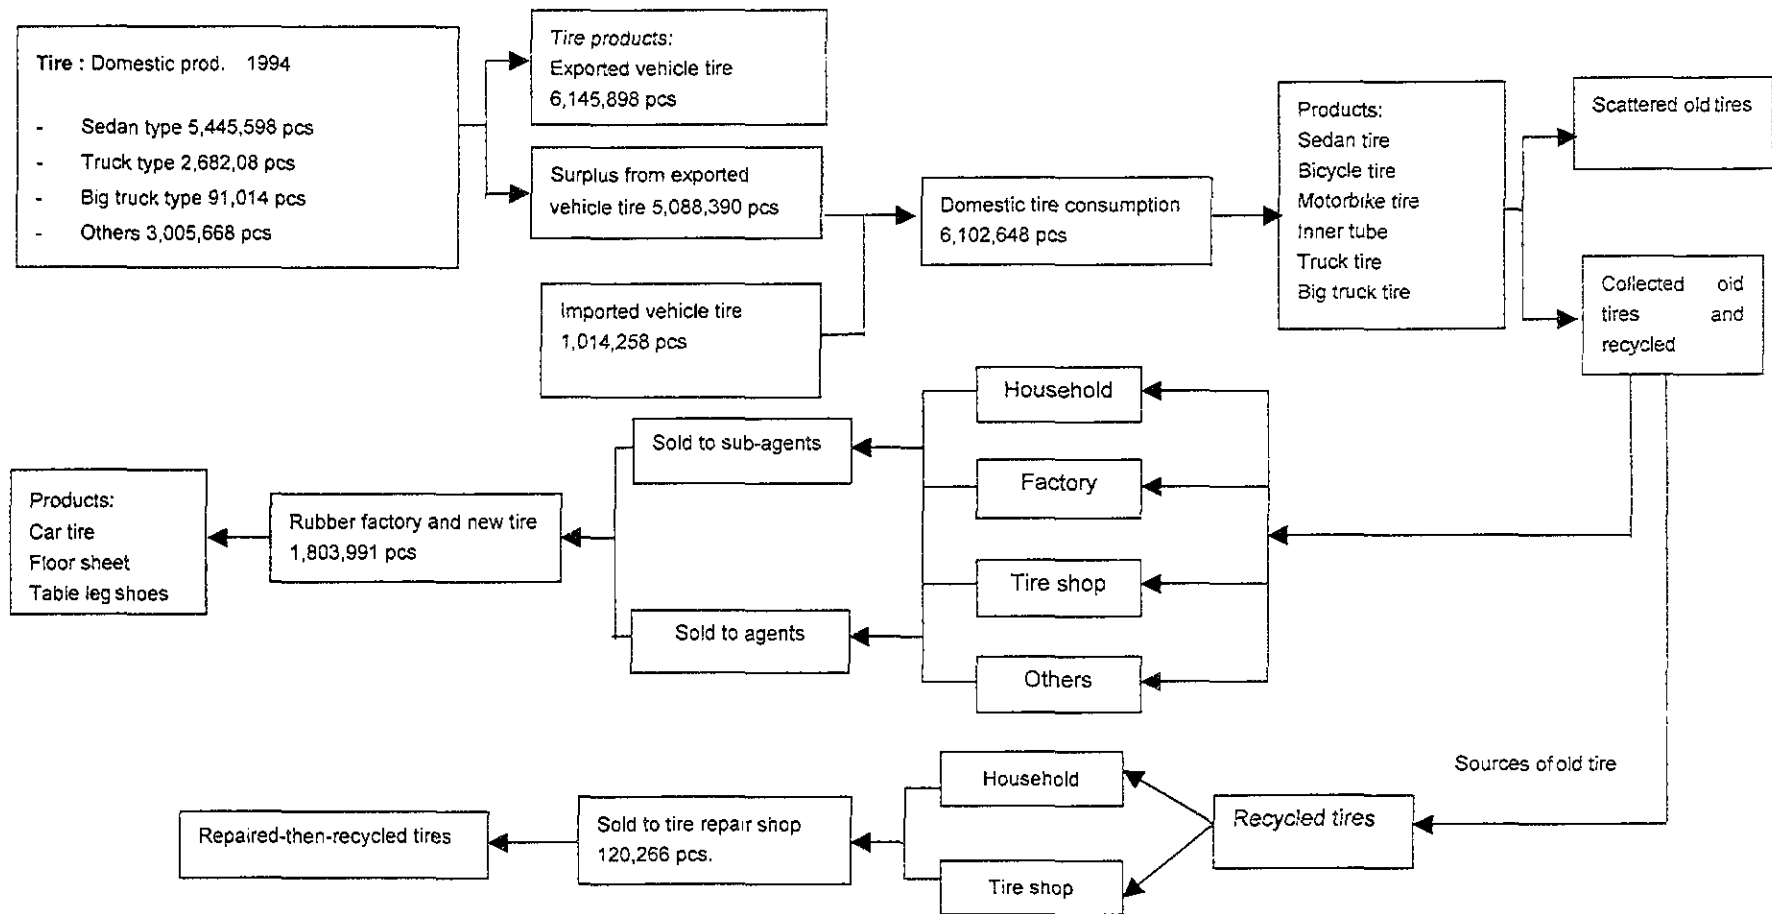 Tire : Domestic prod. 1994
- Sedan type 5,445,598 pcs
- Truck type 2,682,08 pcs
- Big truck type 91,014 pcs
- Others 3,005,668 pcs
Tire products:
Exported vehicle tire
6,145,898 pcs
Surplus from exported
vehicle tire 5,088,390 pcs
Imported vehicle tire
1,014,258 pcs
Domestic tire consumption
6,102,648 pcs
Products:
Sedan tire
Bicycle tire
Motorbike tire
Inner tube
Truck tire
Big truck tire
Scattered old tires
Collected oid
tires and
recycled
Household
Factory
Tire shop
Others
Sold to sub-agents
Sold to agents
Rubber factory and new tire
1,803,991 pcs
Products:
Car tire
Floor sheet
Table leg shoes
Sources of old tire
Recycled tires
Household
Tire shop
Sold to tire repair shop
120,266 pcs.
Repaired-then-recycled tires